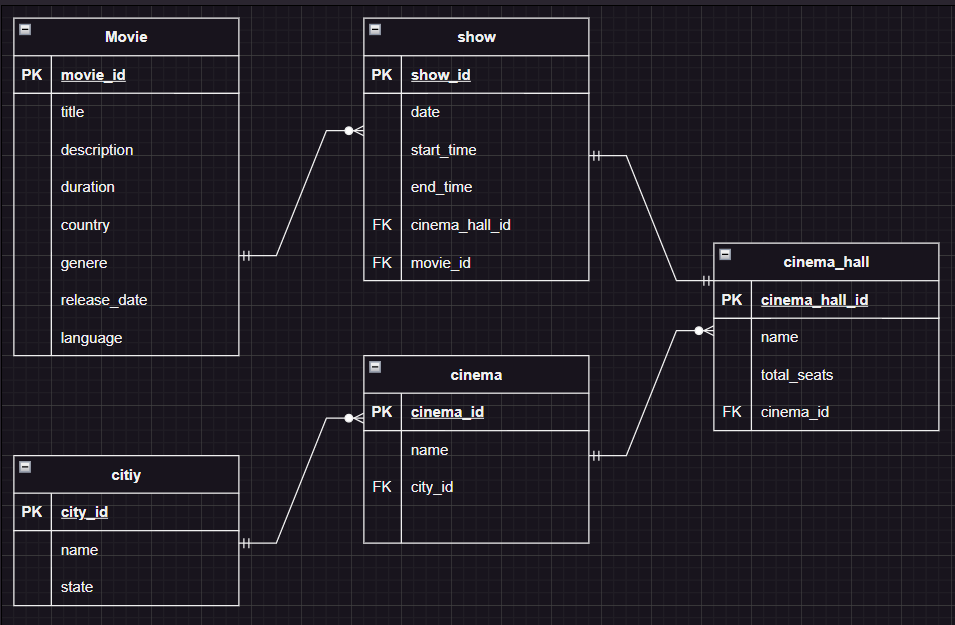 Movie
PK movie_id
title
description
duration
country
genere
release_date
language
show
PK show_id
date
start_time
end_time
FK cinema_hall_id
FK movie_id
cinema_hall
PK cinema_hall_id
name
total_seats
FK cinema_id
cinema
PK cinema_id
name
FK city_id
citiy
PK city_id
name
state